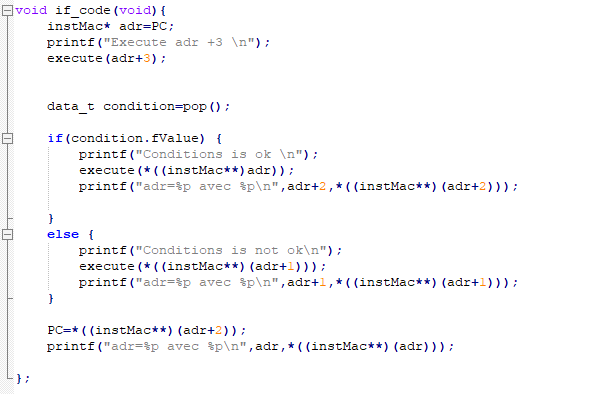 void if_code(void){
instMac* adr=PC;
printf("Execute adr +3 \n");
execute(adr+3);
data_t condition=pop();
if(condition.fValue) {
printf("Conditions is ok \n");
execute(*((instMac**)adr));
printf("adr=%p avec %p\n",adr+2,*((instMac**)(adr+2)));
}
else {
printf("Conditions is not ok\n");
execute(*((instMac**)(adr+1)));
printf("adr=%p avec %p\n",adr+1,*((instMac**)(adr+1)));
}
PC=*((instMac**)(adr+2));
printf("adr=%p avec %p\n",adr,*((instMac**)(adr)));
};